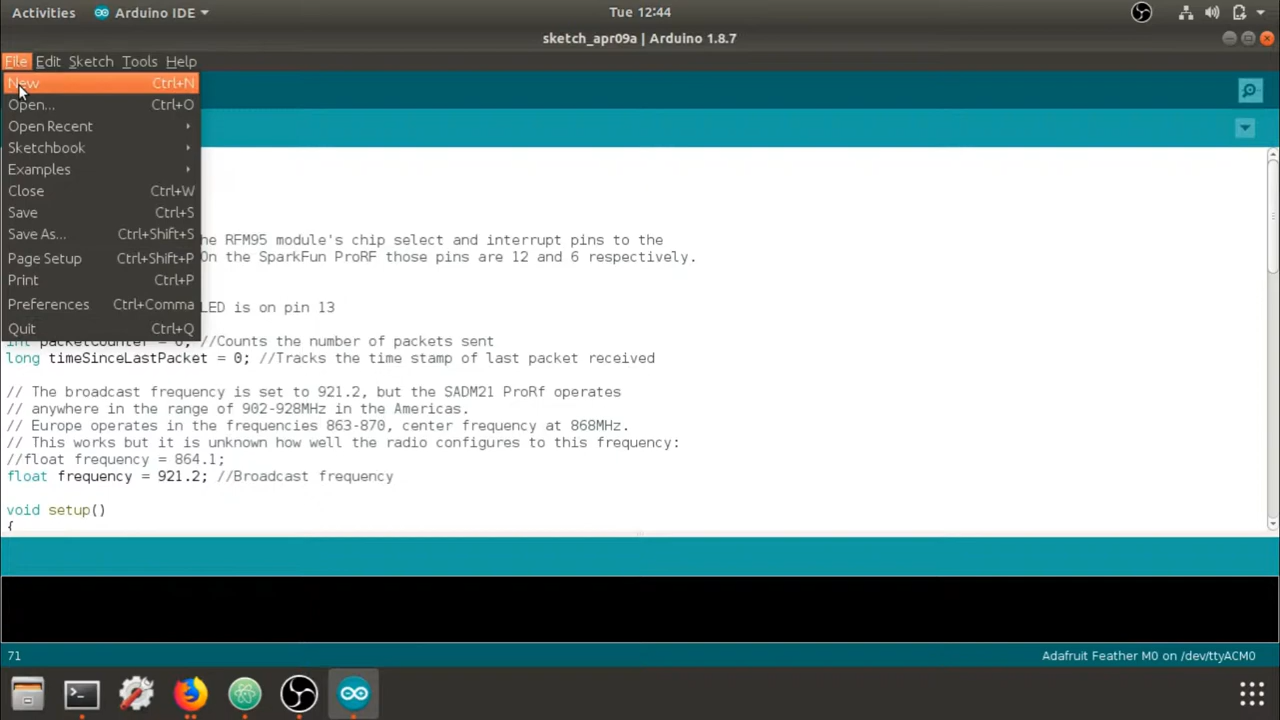 Activities
Arduino IDE
Tue 12:44
sketch_apr09a | Arduino 1.8.7
File Edit Sketch Tools Help
New Ctrl+N
Open... Ctrl+O
Open Recent
Sketchbook
Examples
Close Ctrl+W
Save Ctrl+S
Save As... Ctrl+Shift+S
Page Setup Ctrl+Shift+P
Print Ctrl+P
Preferences Ctrl+Comma
Quit Ctrl+Q
he RFM95 module's chip select and interrupt pins to the
On the SparkFun ProRF those pins are 12 and 6 respectively.
LED is on pin 13
int packetCounter = 0; //Counts the number of packets sent
long timeSinceLastPacket = 0; //Tracks the time stamp of last packet received
// The broadcast frequency is set to 921.2, but the SADM21 ProRf operates
// anywhere in the range of 902-928MHz in the Americas.
// Europe operates in the frequencies 863-870, center frequency at 868MHz.
// This works but it is unknown how well the radio configures to this frequency:
//float frequency = 864.1;
float frequency = 921.2; //Broadcast frequency
void setup()
{
71
Adafruit Feather M0 on /dev/ttyACM0